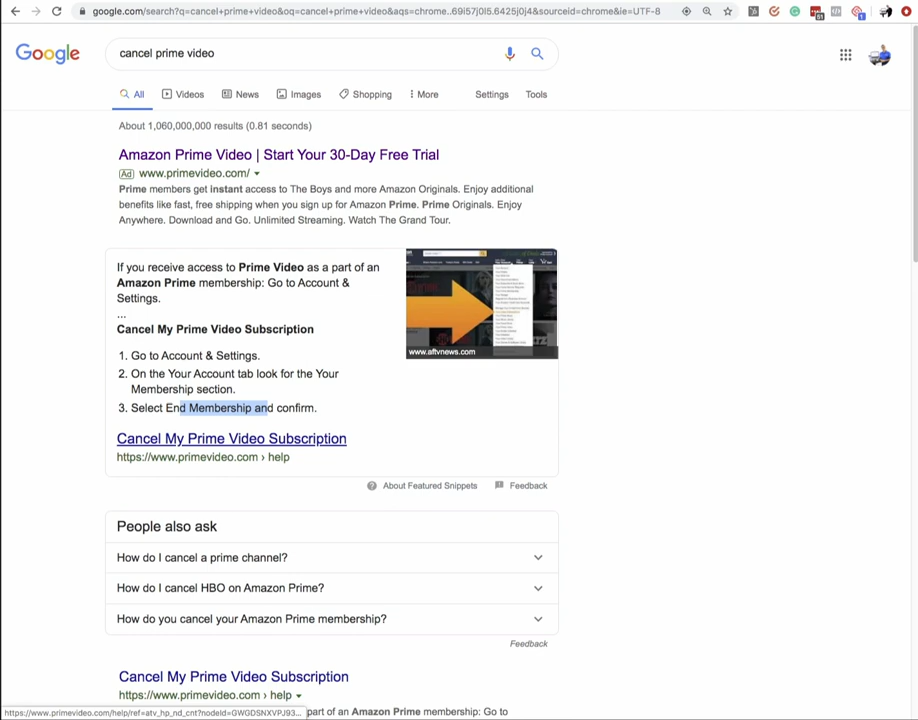 google.com/search?q=cancel+prime+video&oq=cancel+prime+video&aqs=chrome..69i57j0l5.6425j0j4&sourceid=chrome&ie=UTF-8
Google
cancel prime video
All Videos News Images Shopping More Settings Tools
About 1,060,000,000 results (0.81 seconds)
Amazon Prime Video | Start Your 30-Day Free Trial
Ad www.primevideo.com/
Prime members get instant access to The Boys and more Amazon Originals. Enjoy additional
benefits like fast, free shipping when you sign up for Amazon Prime. Prime Originals. Enjoy
Anywhere. Download and Go. Unlimited Streaming. Watch The Grand Tour.
If you receive access to Prime Video as a part of an
Amazon Prime membership: Go to Account &
Settings.
...
Cancel My Prime Video Subscription
1. Go to Account & Settings.
2. On the Your Account tab look for the Your
Membership section.
3. Select End Membership and confirm.
www.aftvnews.com
Cancel My Prime Video Subscription
https://www.primevideo.com › help
About Featured Snippets Feedback
People also ask
How do I cancel a prime channel?
How do I cancel HBO on Amazon Prime?
How do you cancel your Amazon Prime membership?
Feedback
Cancel My Prime Video Subscription
https://www.primevideo.com › help
https://www.primevideo.com/help/ref=atv_hp_nd_cnt?nodeId=GWGDSNXVPJ93... part of an Amazon Prime membership: Go to